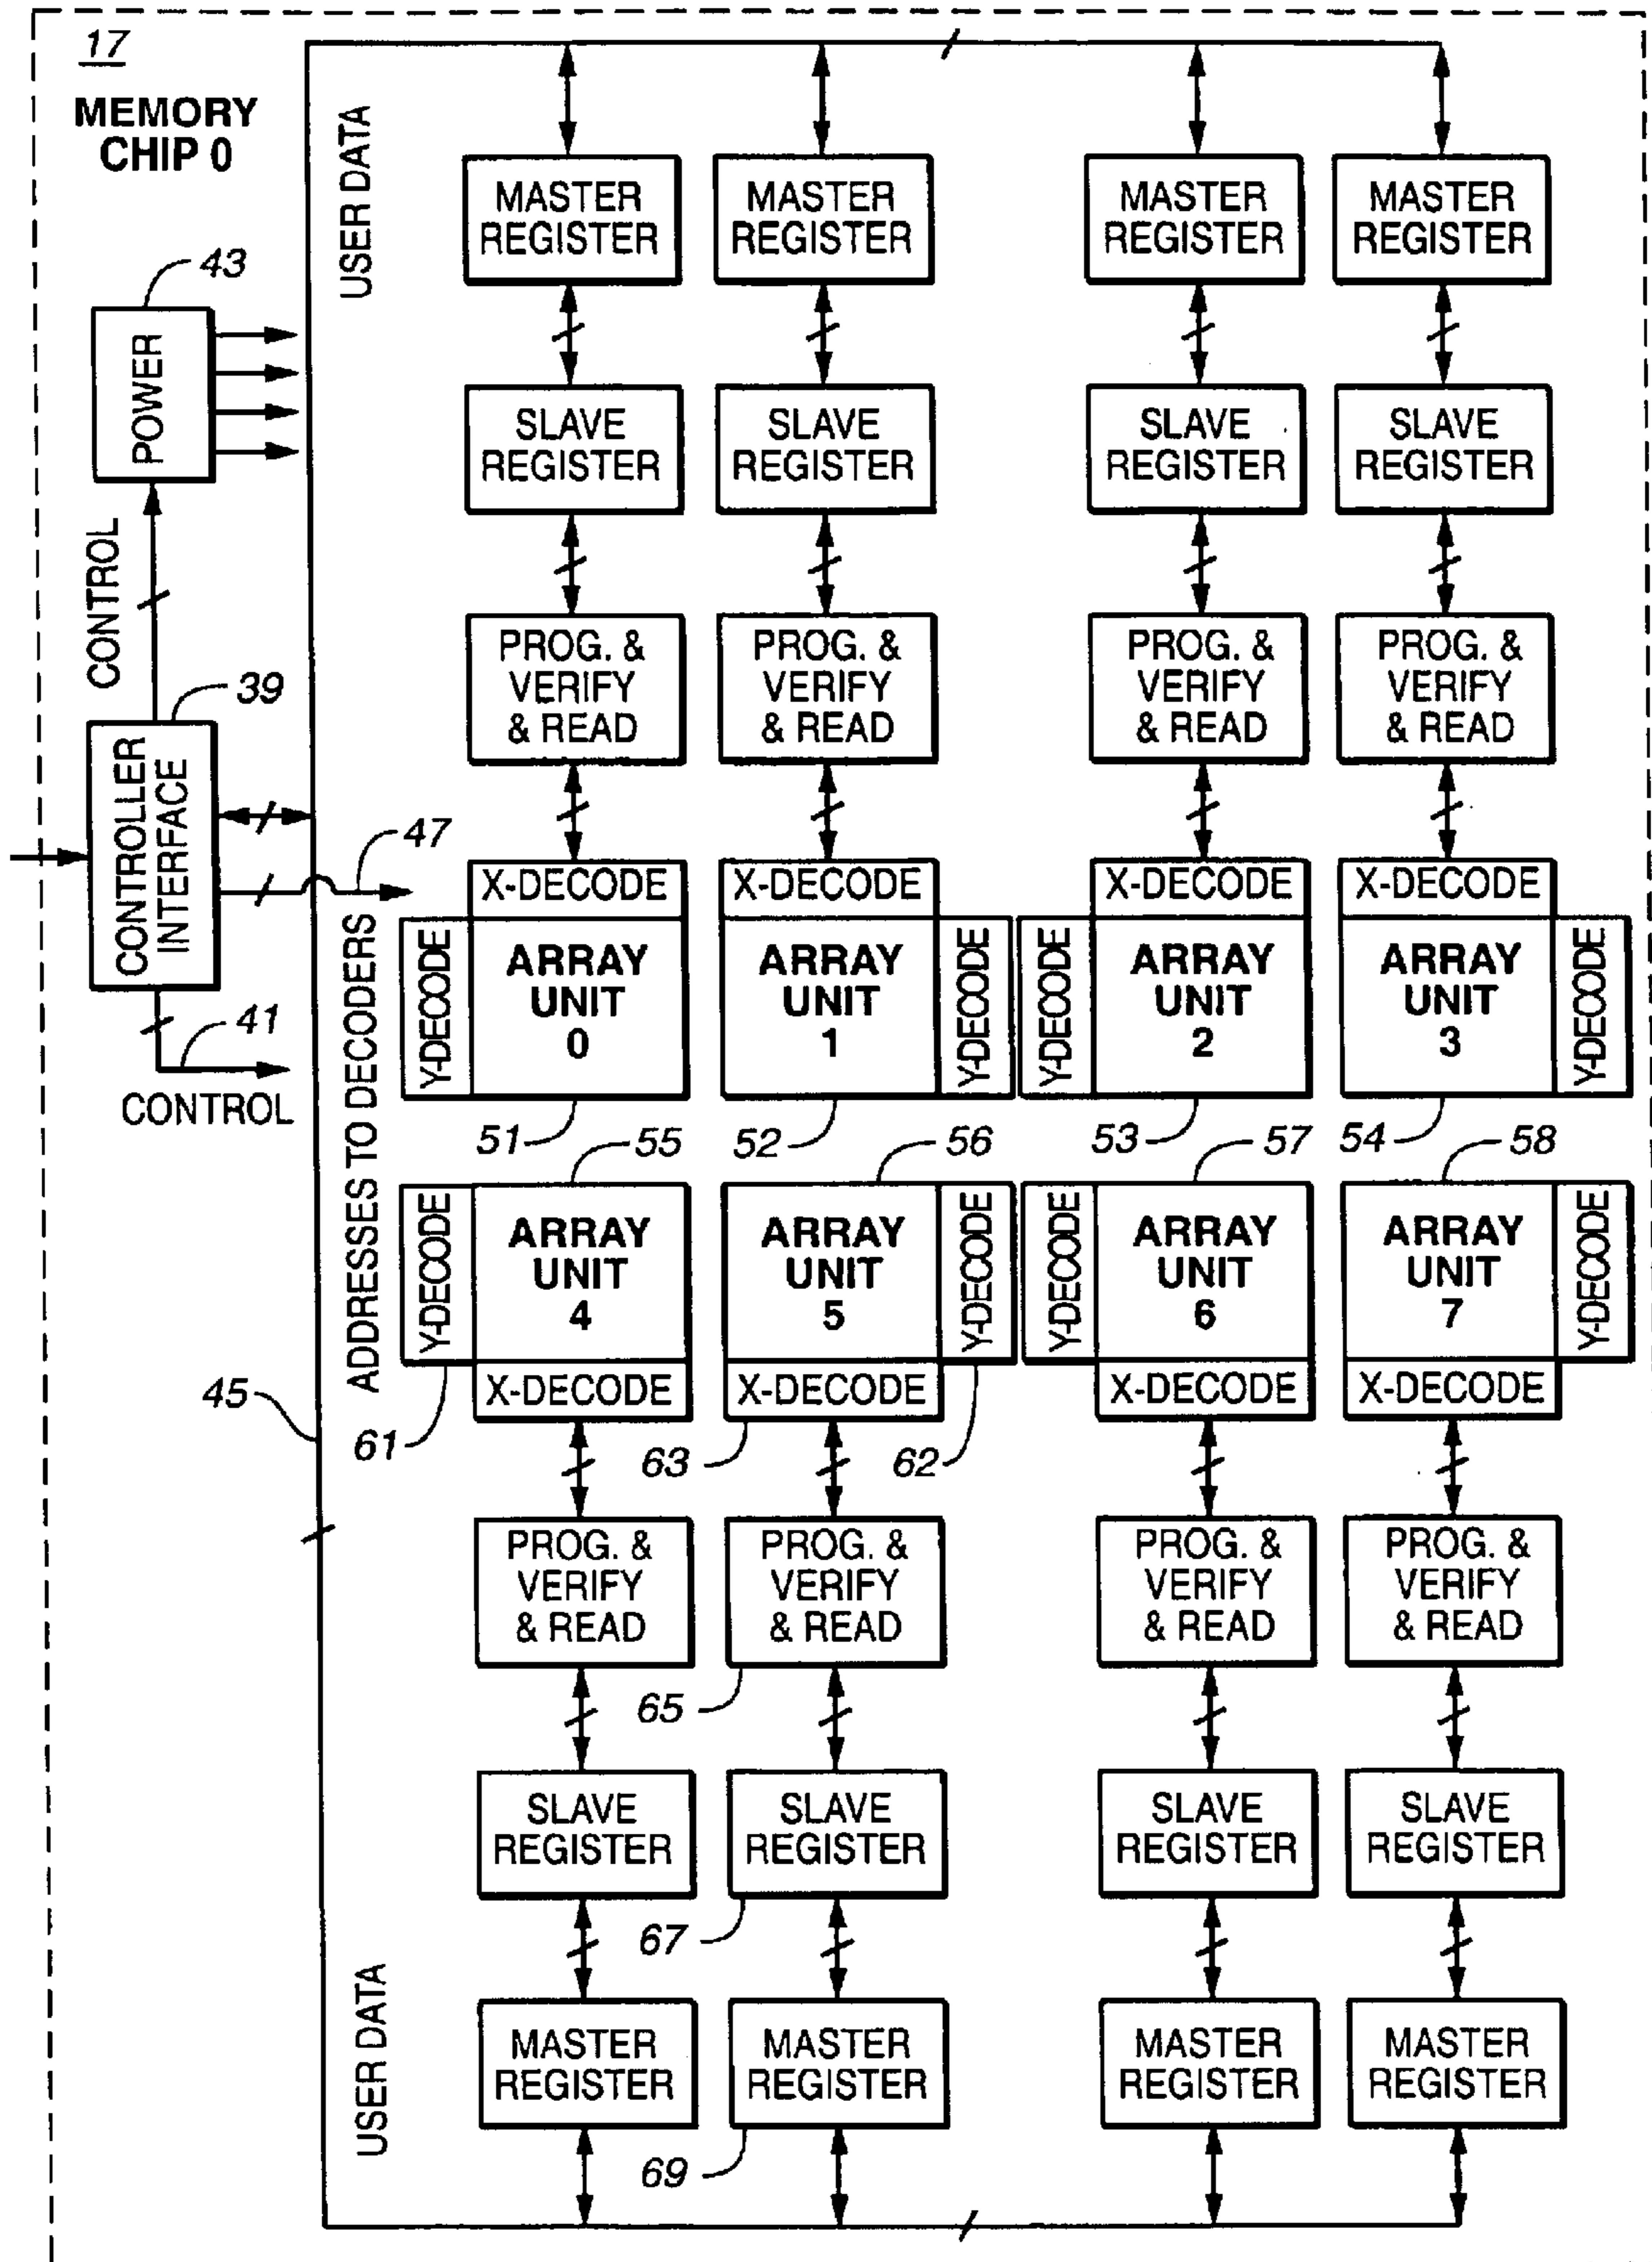 17
MEMORY
CHIP 0
USER DATA
MASTER
REGISTER
MASTER
REGISTER
MASTER
REGISTER
MASTER
REGISTER
43
POWER
SLAVE
REGISTER
SLAVE
REGISTER
SLAVE
REGISTER
SLAVE
REGISTER
CONTROL
PROG. &
VERIFY
& READ
PROG. &
VERIFY
& READ
PROG. &
VERIFY
& READ
PROG. &
VERIFY
& READ
39
CONTROLLER
INTERFACE
47
41
CONTROL
ADDRESSES TO DECODERS
X-DECODE
X-DECODE
X-DECODE
X-DECODE
Y-DECODE
ARRAY
UNIT
0
ARRAY
UNIT
1
Y-DECODE
Y-DECODE
ARRAY
UNIT
2
ARRAY
UNIT
3
Y-DECODE
51
55
52
56
53
57
54
58
Y-DECODE
ARRAY
UNIT
4
ARRAY
UNIT
5
Y-DECODE
Y-DECODE
ARRAY
UNIT
6
ARRAY
UNIT
7
Y-DECODE
X-DECODE
X-DECODE
X-DECODE
X-DECODE
45
61
63
62
PROG. &
VERIFY
& READ
PROG. &
VERIFY
& READ
PROG. &
VERIFY
& READ
PROG. &
VERIFY
& READ
65
SLAVE
REGISTER
SLAVE
REGISTER
SLAVE
REGISTER
SLAVE
REGISTER
67
USER DATA
MASTER
REGISTER
MASTER
REGISTER
MASTER
REGISTER
MASTER
REGISTER
69